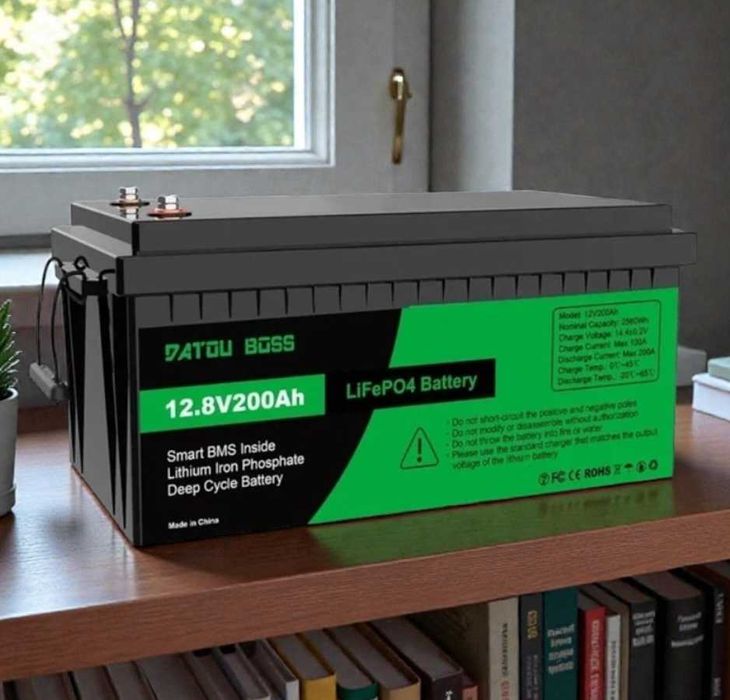 DATOU BOSS
12.8V200Ah
LiFePO4 Battery
Smart BMS Inside
Lithium Iron Phosphate
Deep Cycle Battery
Made in China
Model: 12V200Ah
Nominal Capacity: 2560Wh
Charge Voltage: 14.4±0.2V
Charge Current: Max 100A
Discharge Current: Max 200A
Charge Temp.: 0℃~45℃
Discharge Temp.: -20℃~65℃
- Do not short-circuit the positive and negative poles
- Do not modify or disassemble without authorization
- Do not throw the battery into fire or water
- Please use the standard charger that matches the output
voltage of the lithium battery
FC CE ROHS